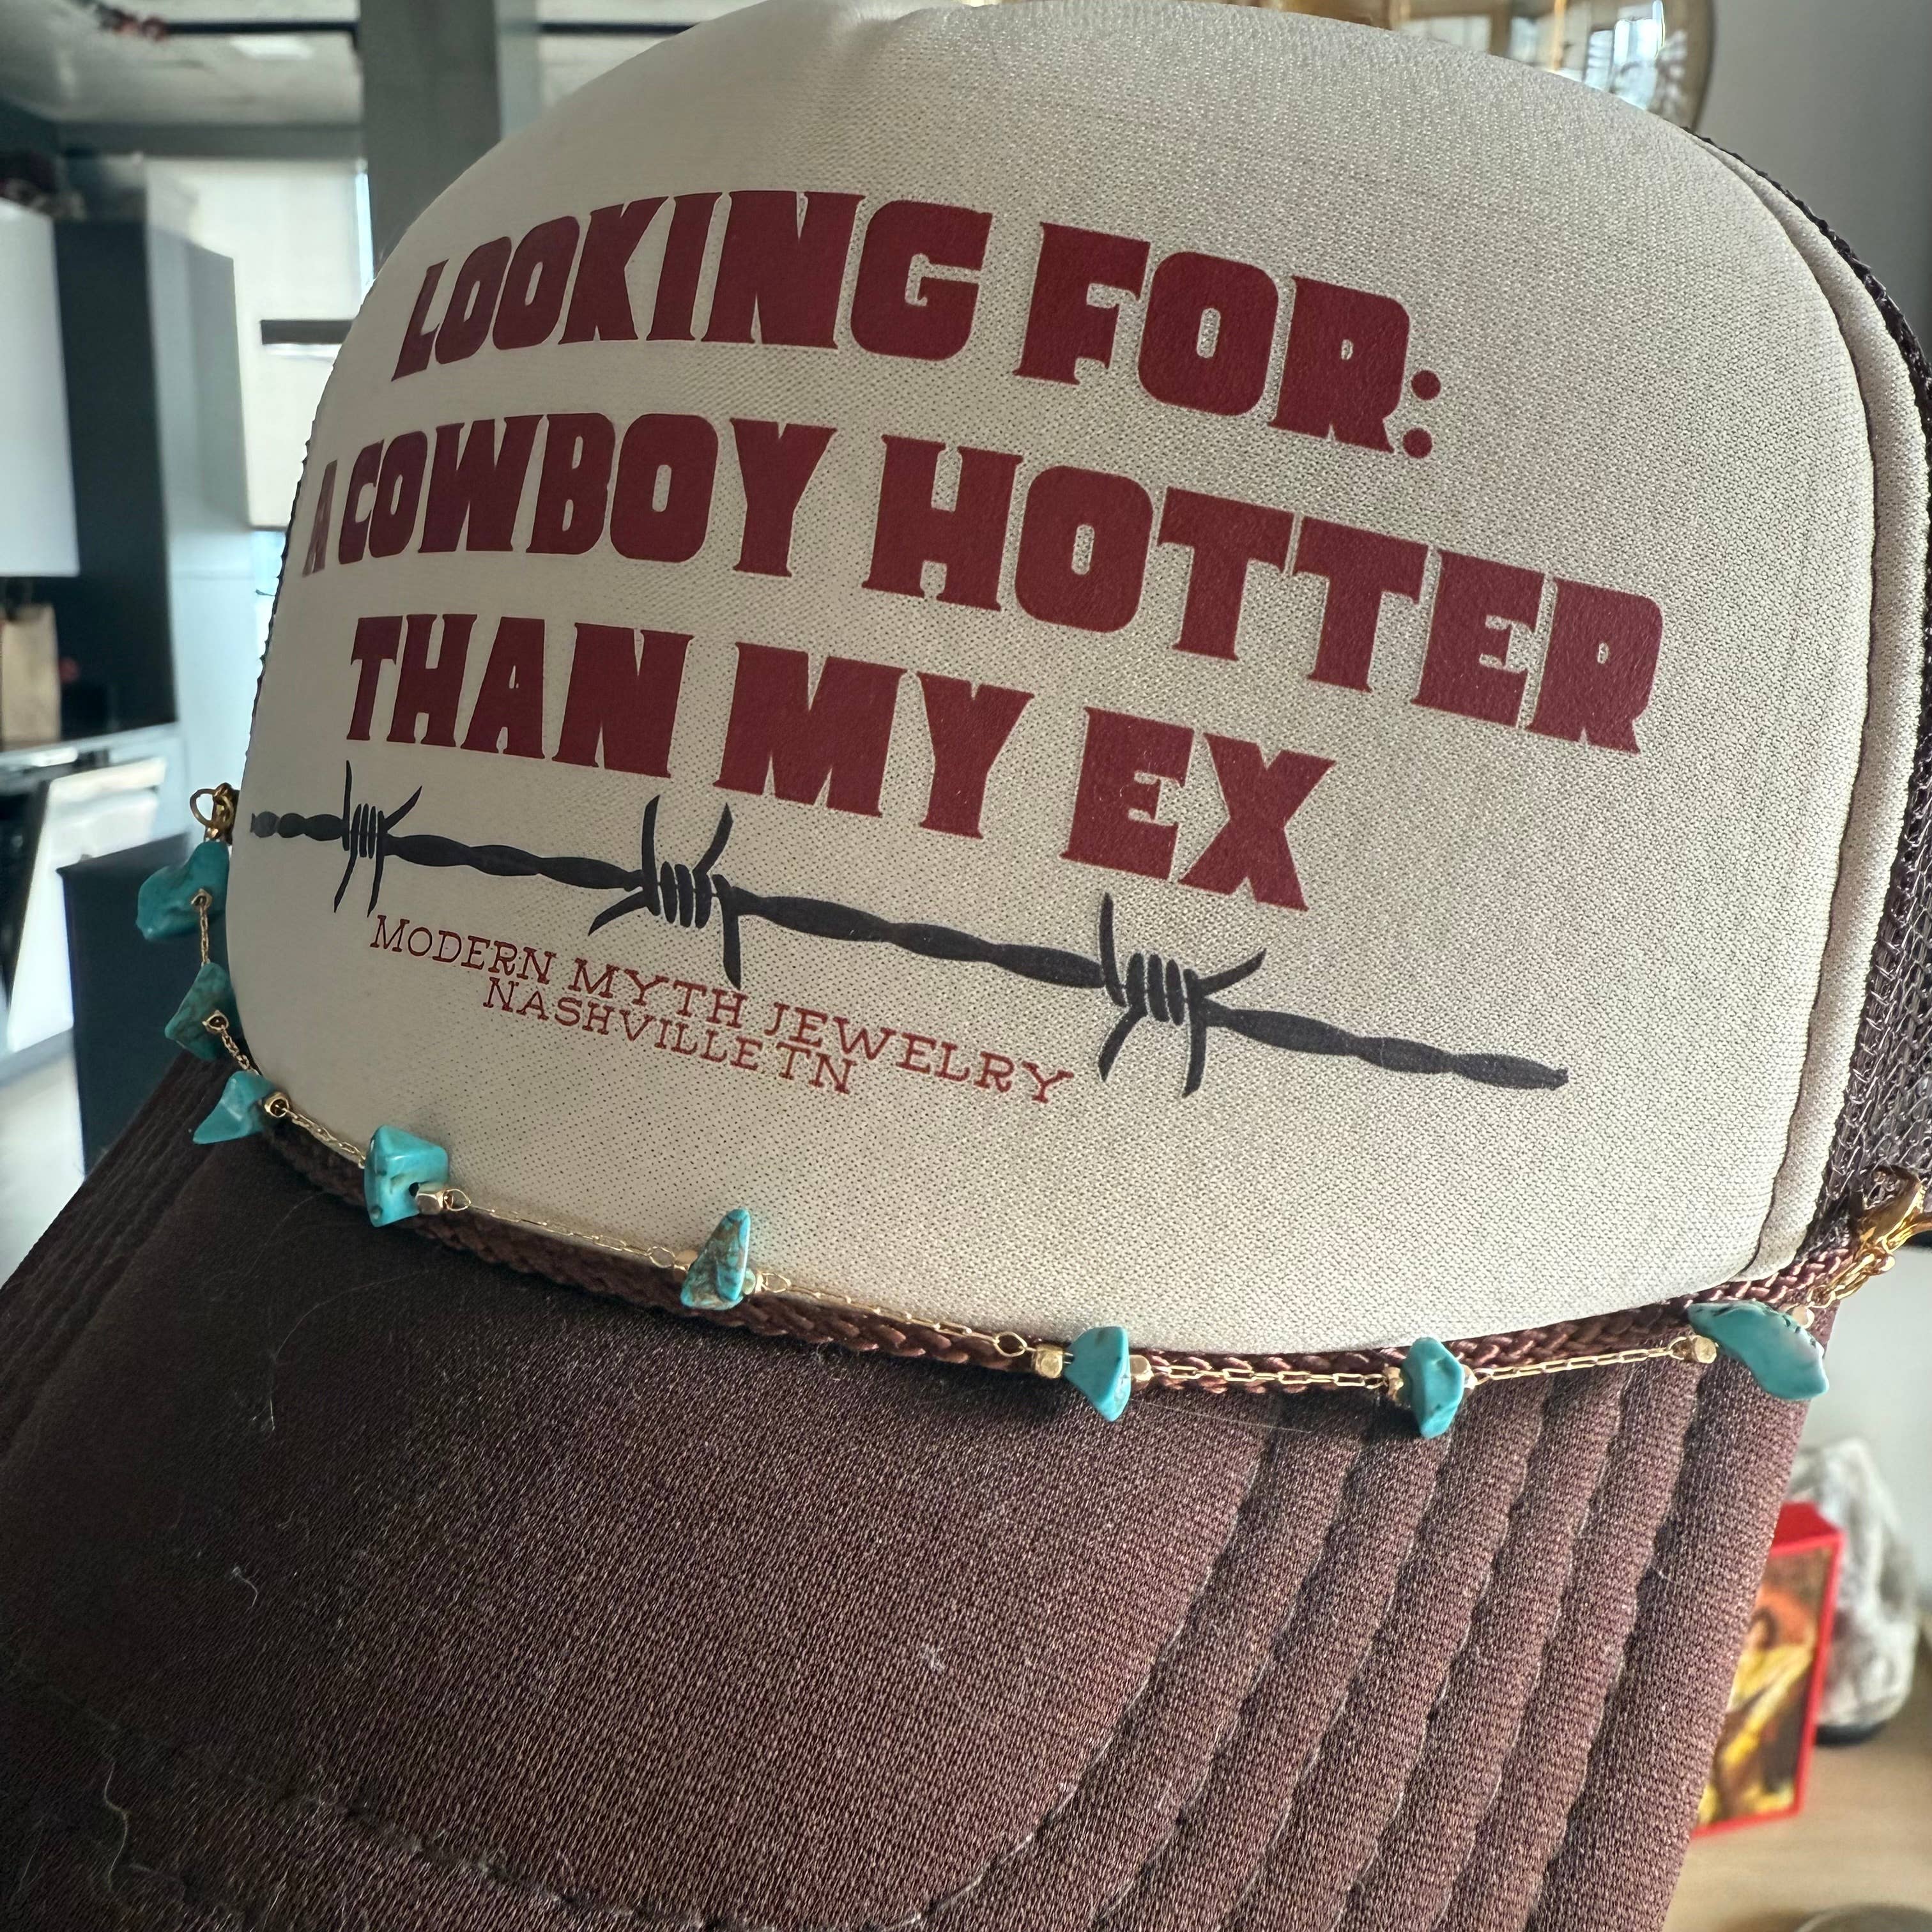 LOOKING FOR:
A COWBOY HOTTER
THAN MY EX
MODERN MYTH JEWELRY
NASHVILLE TN